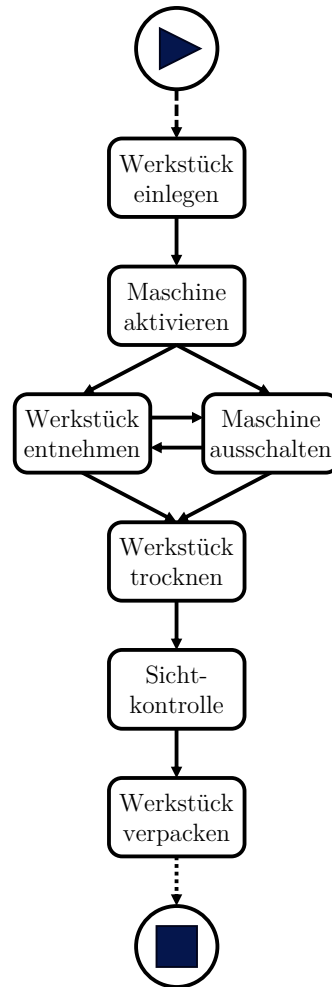 Werkstück
einlegen
Maschine
aktivieren
Werkstück
entnehmen
Maschine
ausschalten
Werkstück
trocknen
Sicht-
kontrolle
Werkstück
verpacken